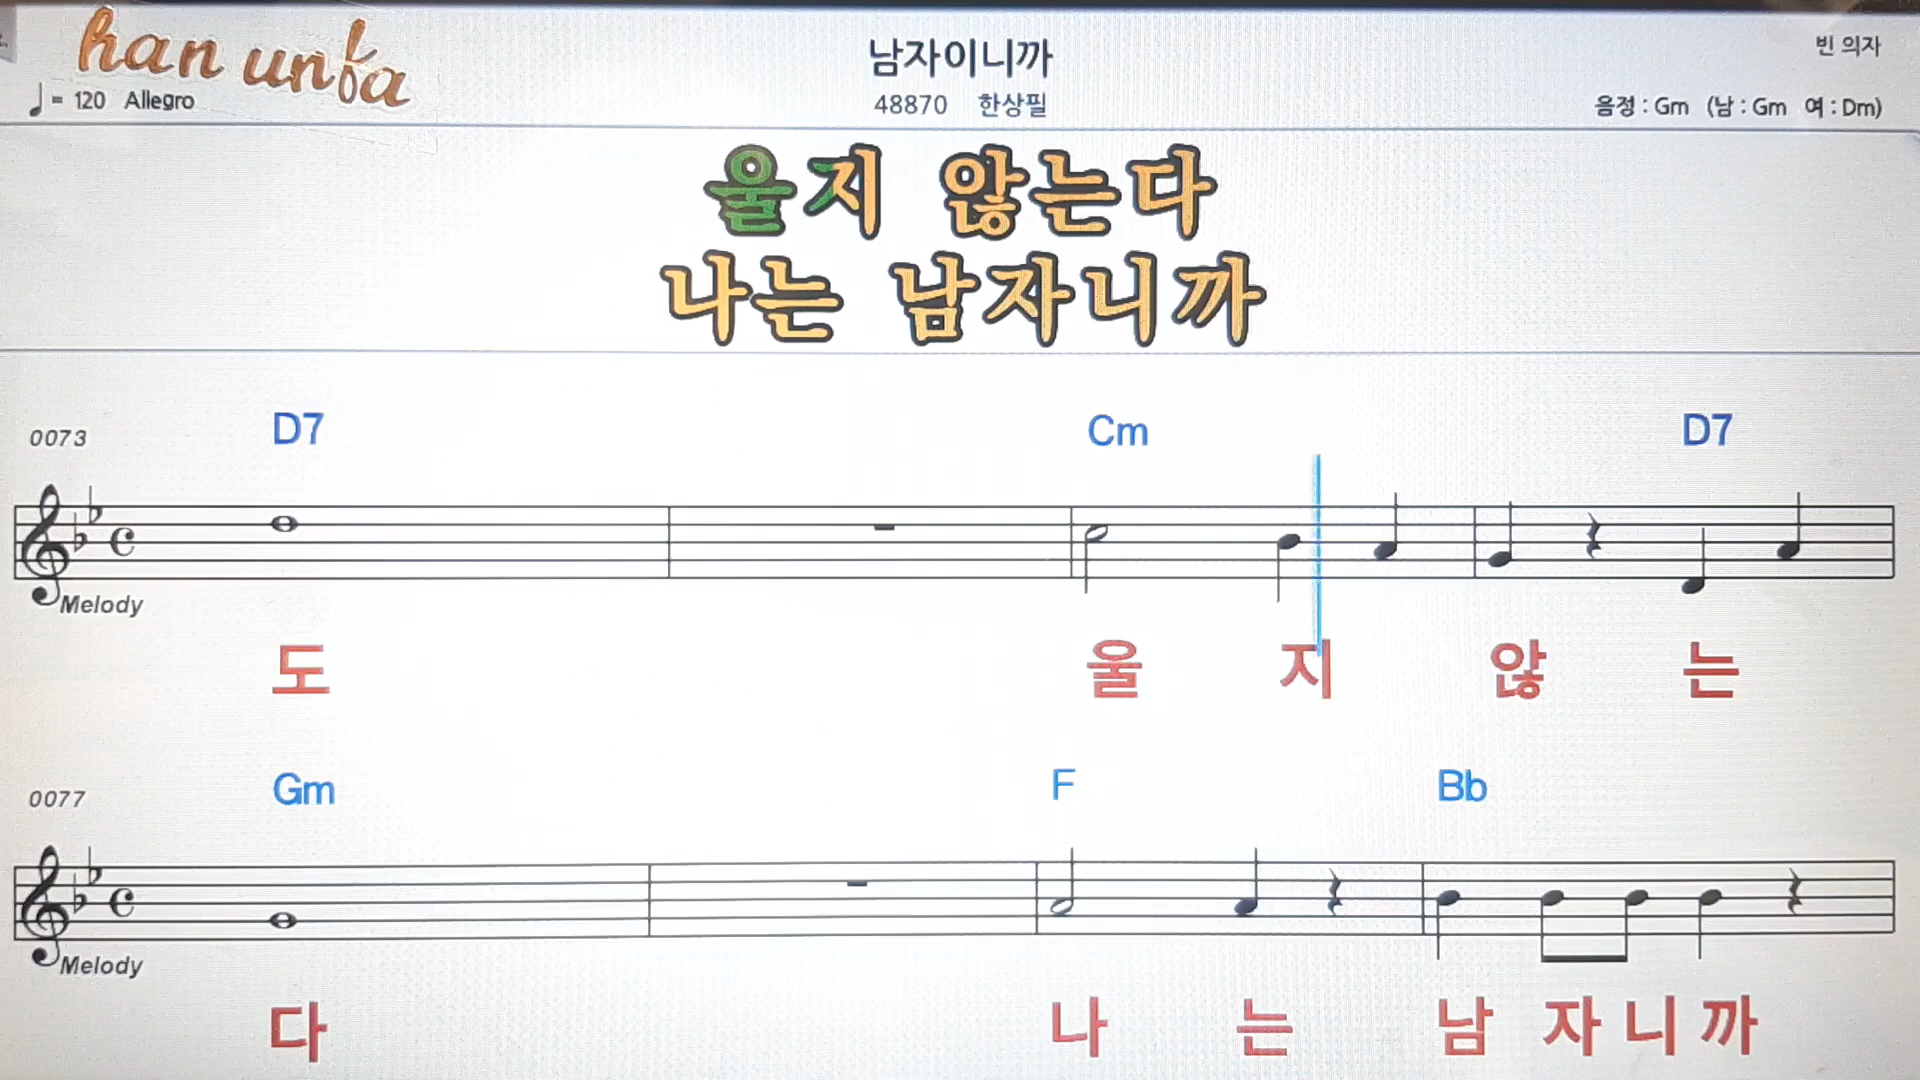 han unfa
♩= 120 Allegro
남자이니까
48870 한상필
빈 의자
음정 : Gm (남 : Gm 여 : Dm)
울지 않는다
나는 남자니까
0073 D7 Cm D7
Melody
도 울 지 않 는
0077 Gm F Bb
Melody
다 나 는 남 자 니 까